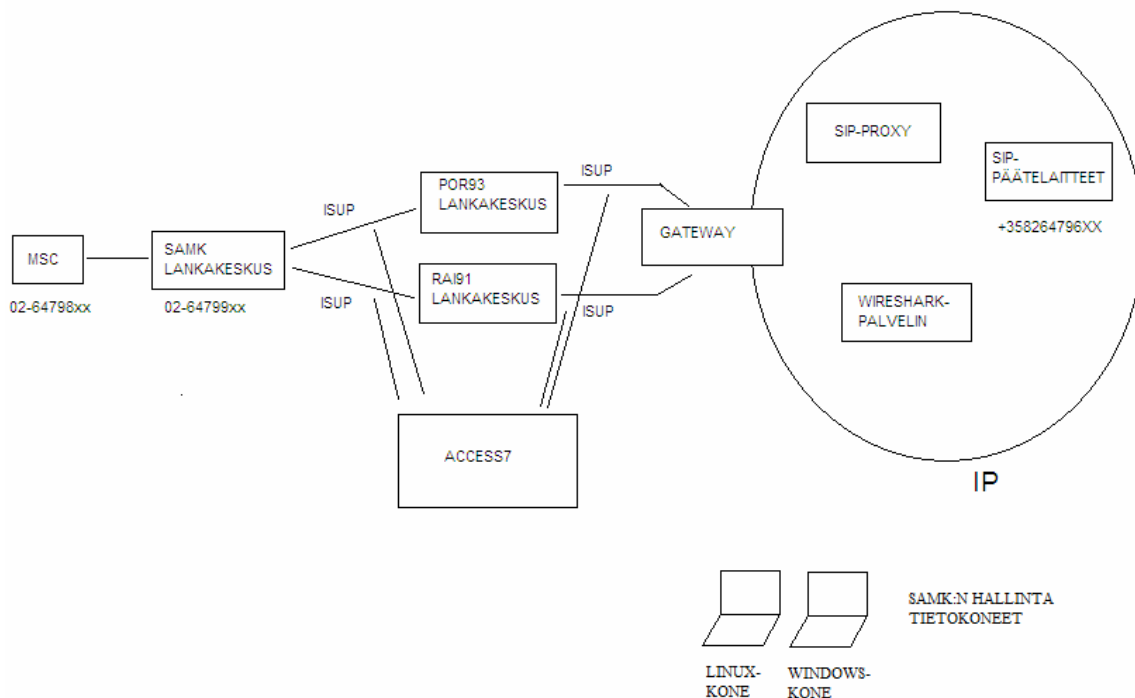 SIP-PROXY
SIP-
PÄÄTELAITTEET
+358264796XX
POR93
LANKAKESKUS
ISUP
ISUP
GATEWAY
MSC
SAMK
LANKAKESKUS
02-64798xx
02-64799xx
RAI91
LANKAKESKUS
ISUP
ISUP
WIRESHARK-
PALVELIN
ACCESS7
IP
SAMK:N HALLINTA
TIETOKONEET
LINUX-
KONE
WINDOWS-
KONE